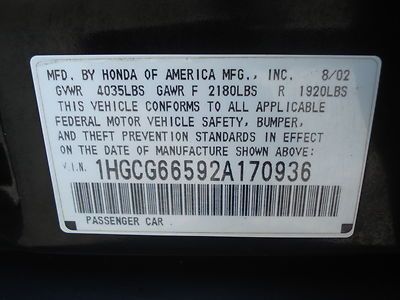 MFD. BY HONDA OF AMERICA MFG., INC. 8/02
GVWR 4035LBS GAWR F 2180LBS R 1920LBS
THIS VEHICLE CONFORMS TO ALL APPLICABLE
FEDERAL MOTOR VEHICLE SAFETY, BUMPER,
AND THEFT PREVENTION STANDARDS IN EFFECT
ON THE DATE OF MANUFACTURE SHOWN ABOVE:
V.I.N. 1HGCG66592A170936
PASSENGER CAR